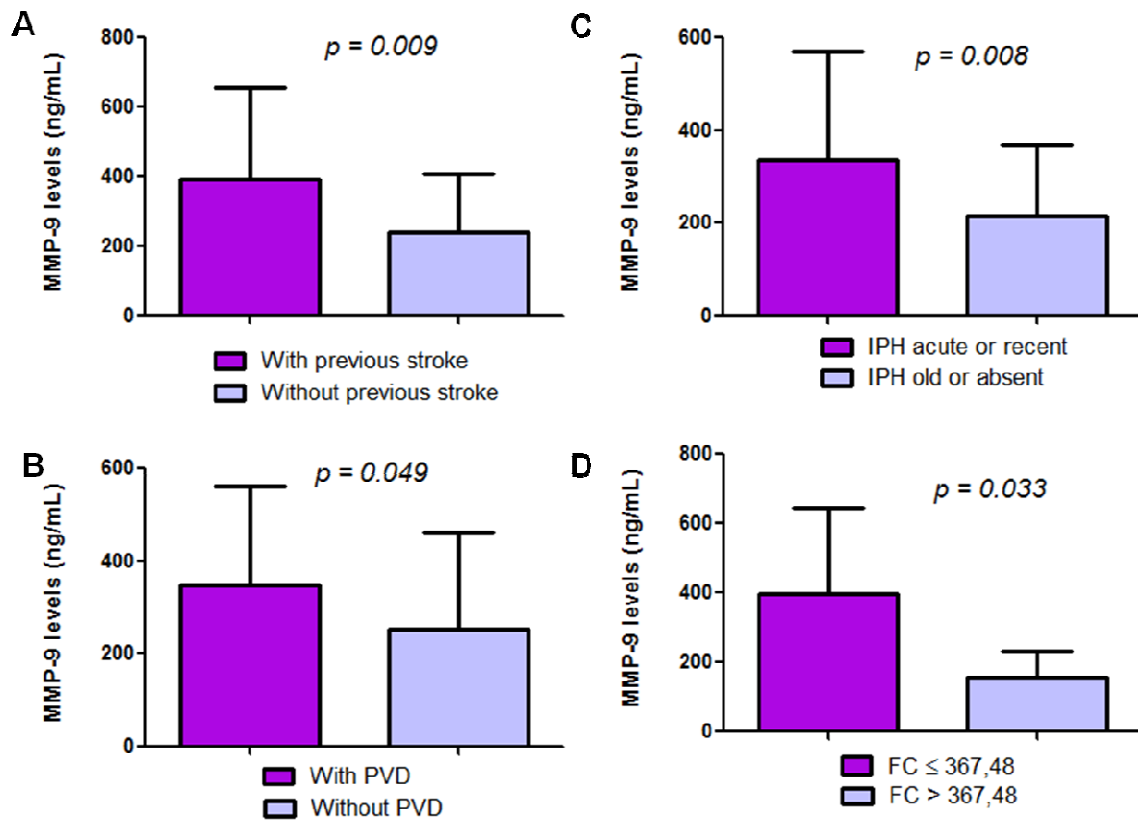 A
MMP-9 levels (ng/mL)
800
600
400
200
0
p = 0.009
With previous stroke
Without previous stroke
B
MMP-9 levels (ng/mL)
600
400
200
0
p = 0.049
With PVD
Without PVD
C
MMP-9 levels (ng/mL)
600
400
200
0
p = 0.008
IPH acute or recent
IPH old or absent
D
MMP-9 levels (ng/mL)
800
600
400
200
0
p = 0.033
FC ≤ 367,48
FC > 367,48